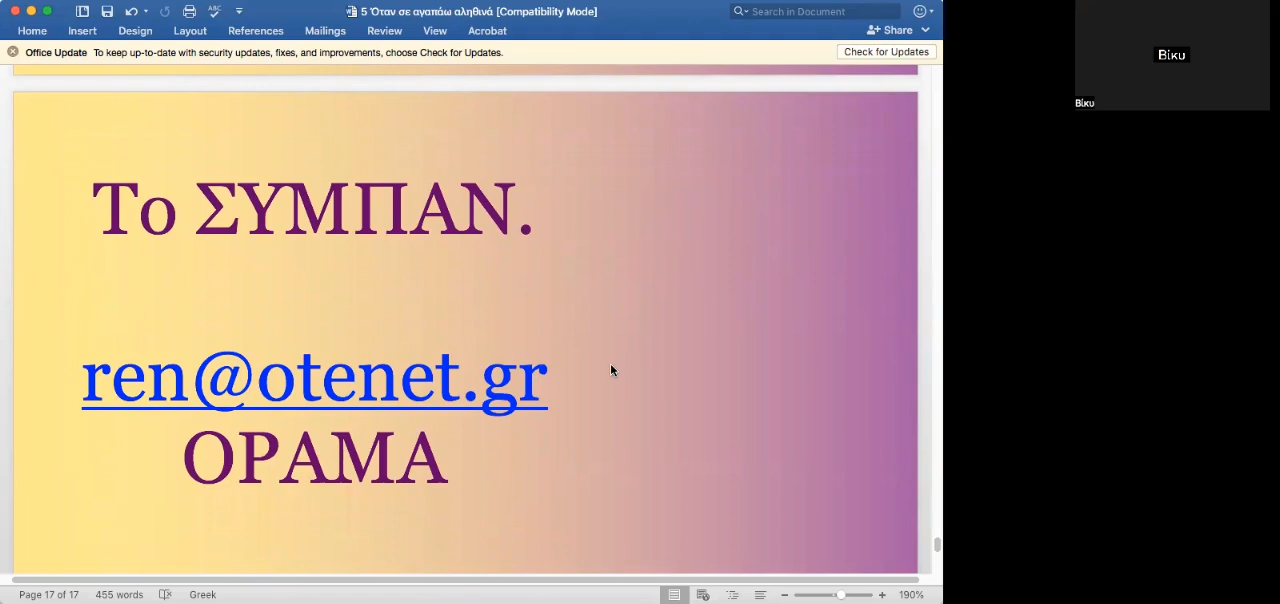 5 Όταν σε αγαπάω αληθινά [Compatibility Mode]
Search in Document
Home Insert Design Layout References Mailings Review View Acrobat
Share
Office Update To keep up-to-date with security updates, fixes, and improvements, choose Check for Updates.
Check for Updates
ABC
Βίκυ
Βίκυ
Το ΣΥΜΠΑΝ.
ren@otenet.gr
ΟΡΑΜΑ
Page 17 of 17 455 words Greek 190%